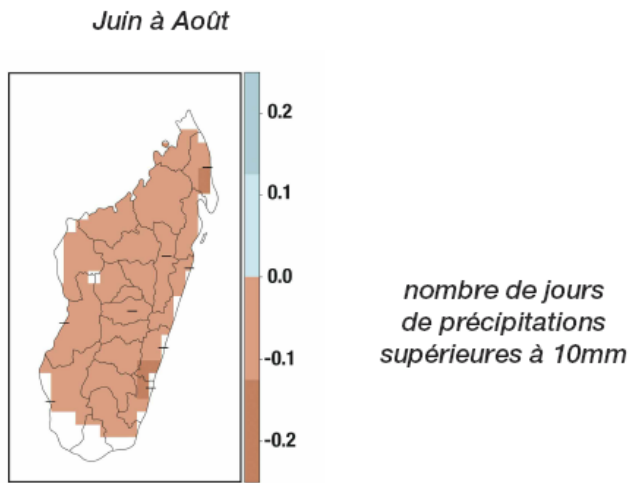 Juin à Août
0.2
0.1
0.0
-0.1
-0.2
nombre de jours
de précipitations
supérieures à 10mm